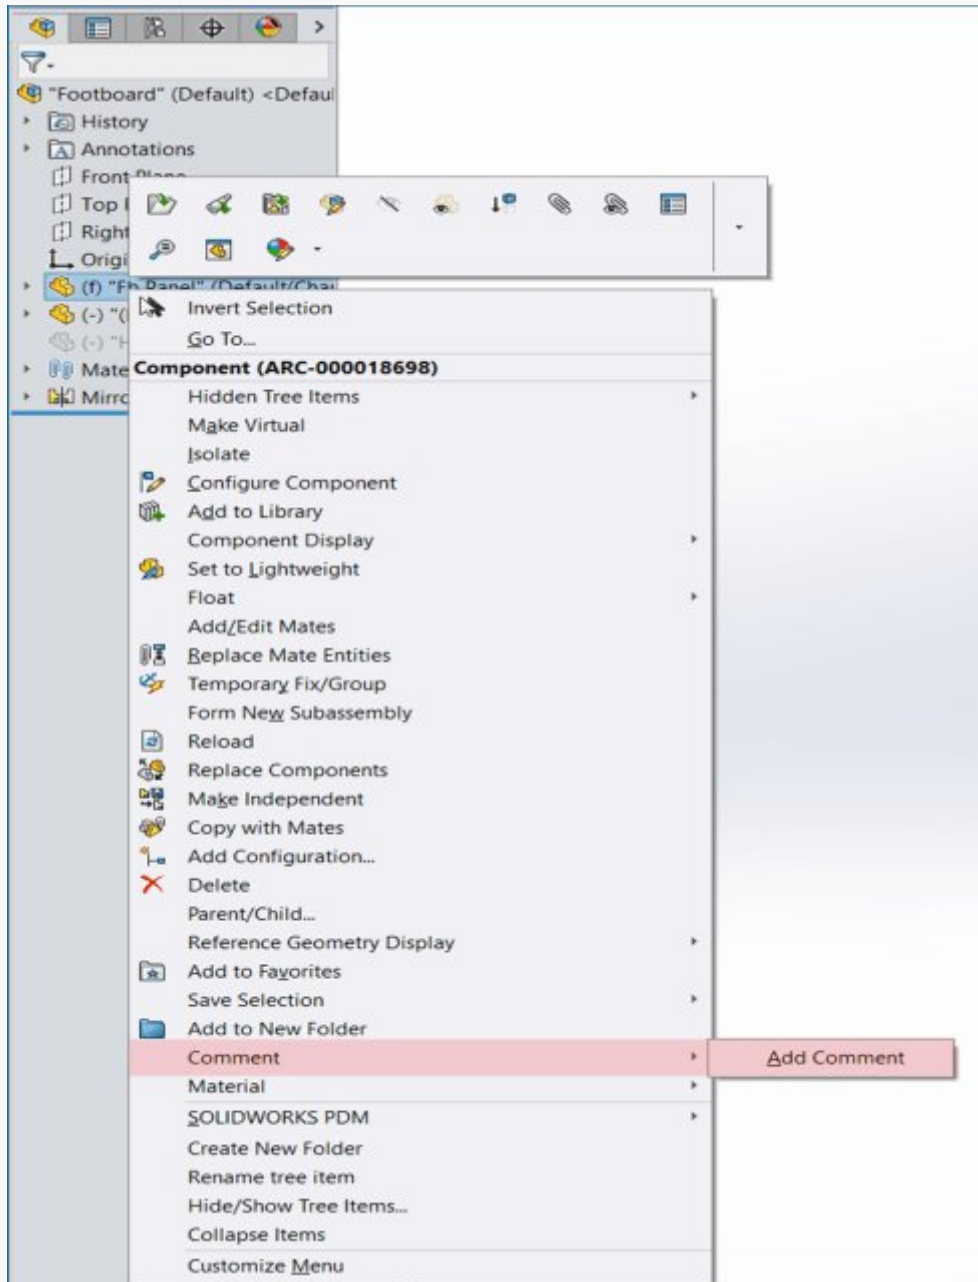 "Footboard" (Default) <Defaul
History
Annotations
Front Plane
Top
Right
Origi
(f) "Fb Panel" (Default(Cha
(-) "(
(-) "H
Mate
Mirro
Invert Selection
Go To...
Component (ARC-000018698)
Hidden Tree Items
Make Virtual
Isolate
Configure Component
Add to Library
Component Display
Set to Lightweight
Float
Add/Edit Mates
Replace Mate Entities
Temporary Fix/Group
Form New Subassembly
Reload
Replace Components
Make Independent
Copy with Mates
Add Configuration...
Delete
Parent/Child...
Reference Geometry Display
Add to Favorites
Save Selection
Add to New Folder
Comment
Add Comment
Material
SOLIDWORKS PDM
Create New Folder
Rename tree item
Hide/Show Tree Items...
Collapse Items
Customize Menu